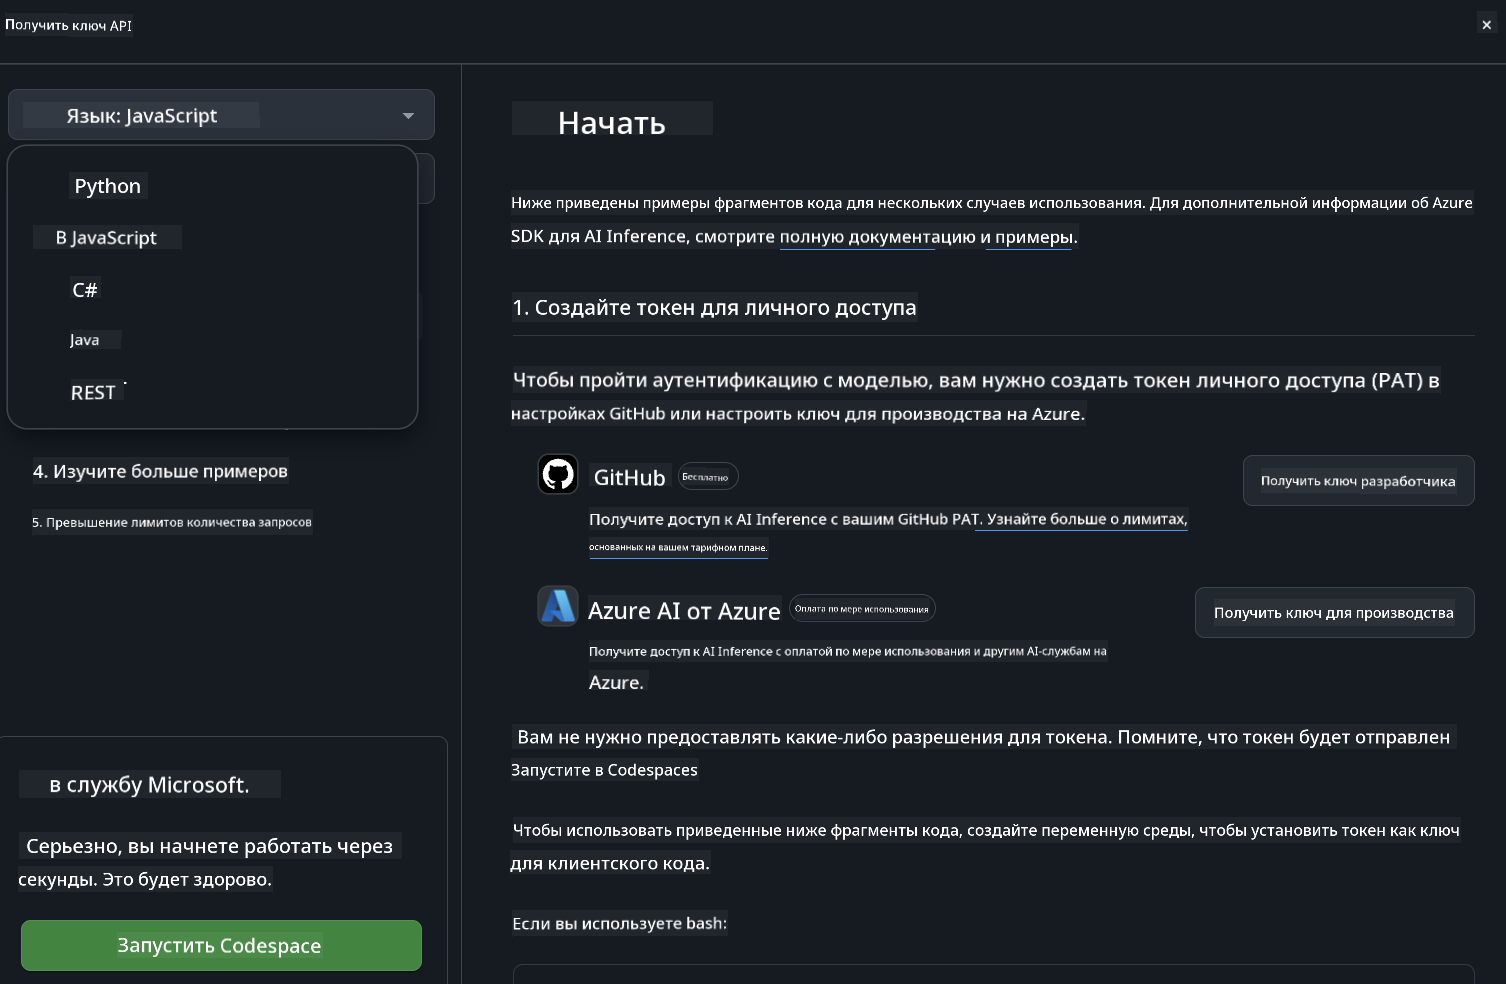 Получить ключ API
×
Язык: JavaScript
Python
В JavaScript
C#
Java
REST
4. Изучите больше примеров
5. Превышение лимитов количества запросов
в службу Microsoft.
Серьезно, вы начнете работать через
секунды. Это будет здорово.
Запустить Codespace
Начать
Ниже приведены примеры фрагментов кода для нескольких случаев использования. Для дополнительной информации об Azure
SDK для AI Inference, смотрите полную документацию и примеры.
1. Создайте токен для личного доступа
Чтобы пройти аутентификацию с моделью, вам нужно создать токен личного доступа (PAT) в
настройках GitHub или настроить ключ для производства на Azure.
GitHub Бесплатно
Получить ключ разработчика
Получите доступ к AI Inference с вашим GitHub PAT. Узнайте больше о лимитах,
основанных на вашем тарифном плане.
Azure AI от Azure Оплата по мере использования
Получить ключ для производства
Получите доступ к AI Inference с оплатой по мере использования и другим AI-службам на
Azure.
Вам не нужно предоставлять какие-либо разрешения для токена. Помните, что токен будет отправлен
Запустите в Codespaces
Чтобы использовать приведенные ниже фрагменты кода, создайте переменную среды, чтобы установить токен как ключ
для клиентского кода.
Если вы используете bash: